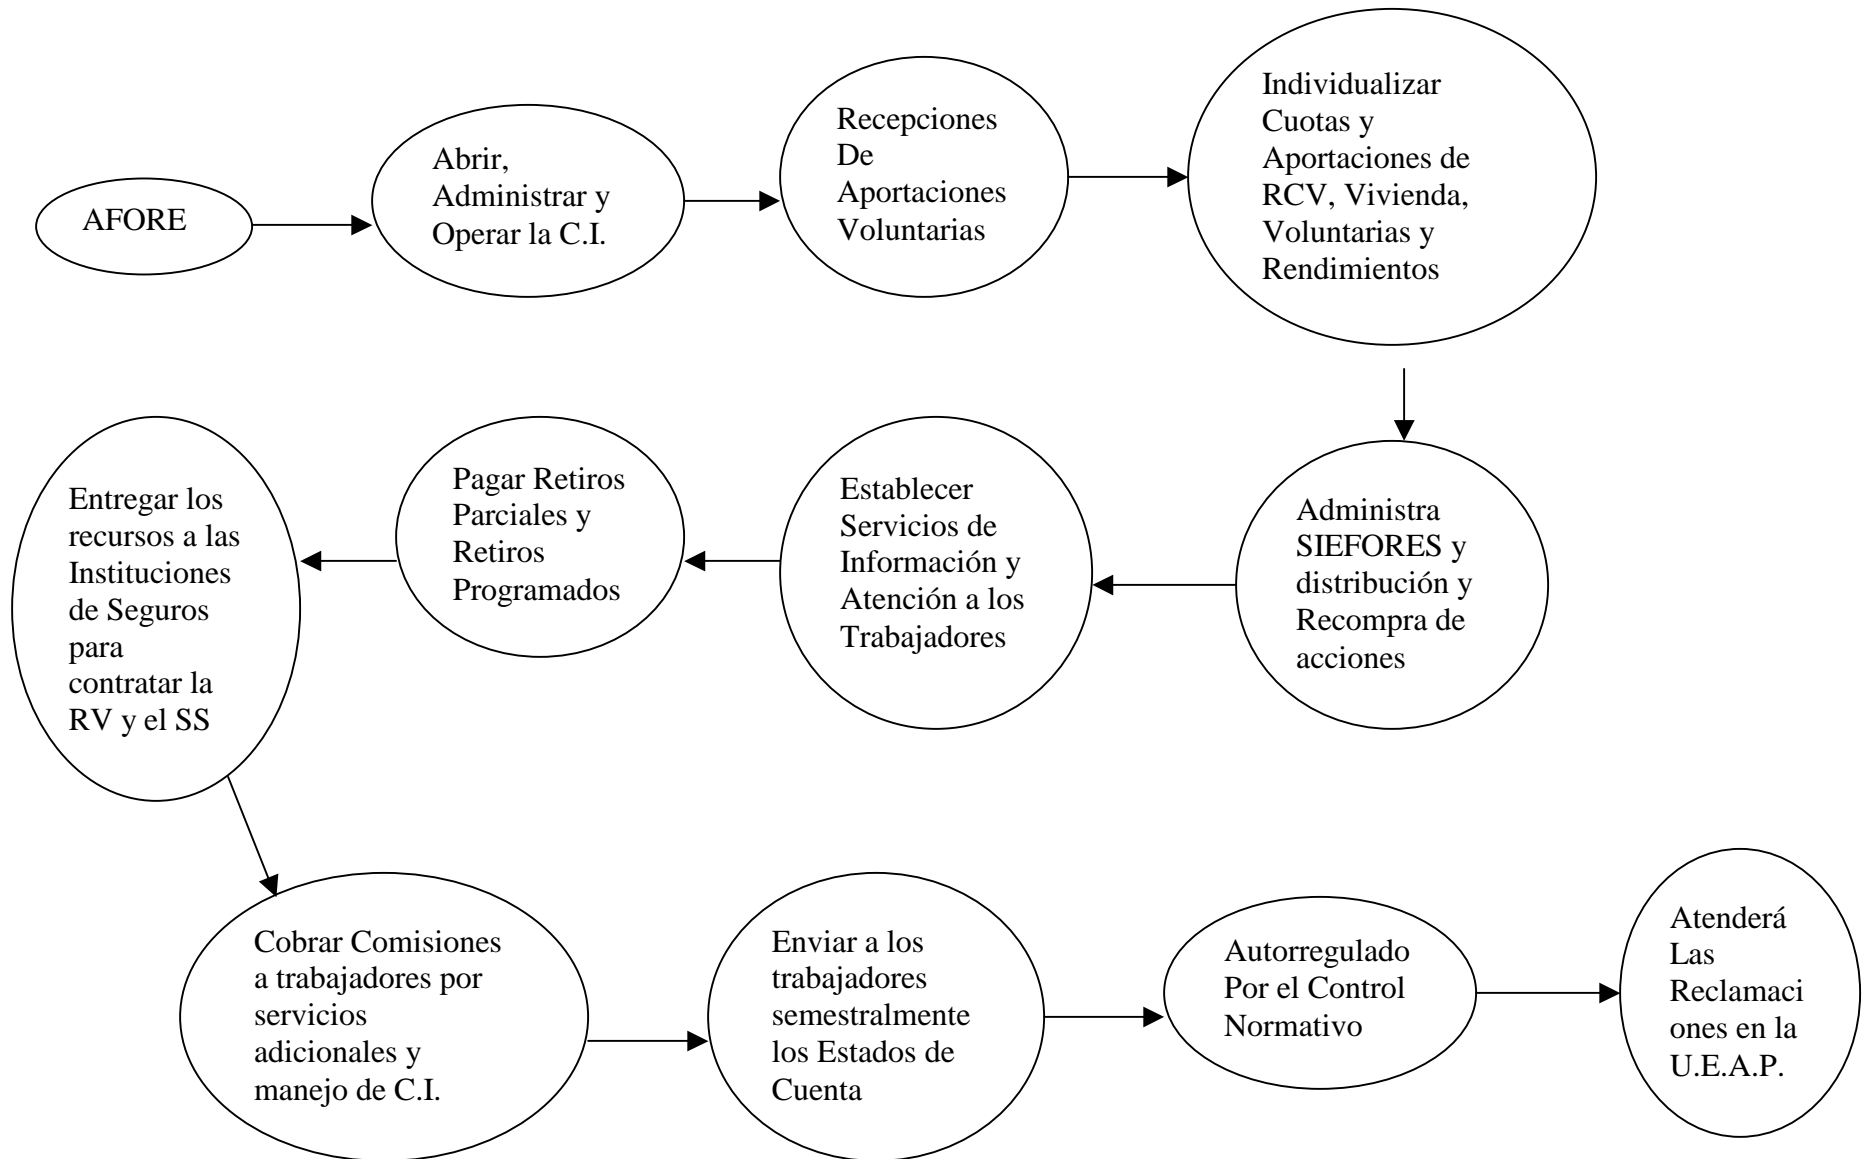 AFORE
Abrir,
Administrar y
Operar la C.I.
Recepciones
De
Aportaciones
Voluntarias
Individualizar
Cuotas y
Aportaciones de
RCV, Vivienda,
Voluntarias y
Rendimientos
Administra
SIEFORES y
distribución y
Recompra de
acciones
Establecer
Servicios de
Información y
Atención a los
Trabajadores
Pagar Retiros
Parciales y
Retiros
Programados
Entregar los
recursos a las
Instituciones
de Seguros
para
contratar la
RV y el SS
Cobrar Comisiones
a trabajadores por
servicios
adicionales y
manejo de C.I.
Enviar a los
trabajadores
semestralmente
los Estados de
Cuenta
Autorregulado
Por el Control
Normativo
Atenderá
Las
Reclamaci
ones en la
U.E.A.P.